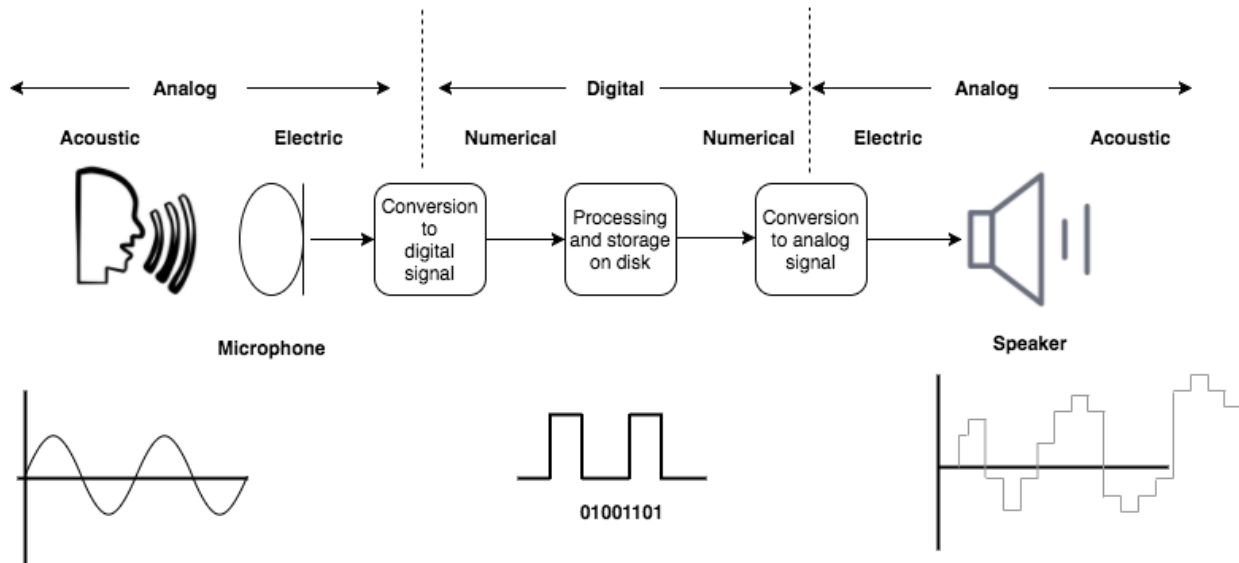 Analog Digital Analog
Acoustic Electric Numerical Numerical Electric Acoustic
Conversion
to
digital
signal
Processing
and storage
on disk
Conversion
to analog
signal
Microphone
Speaker
01001101